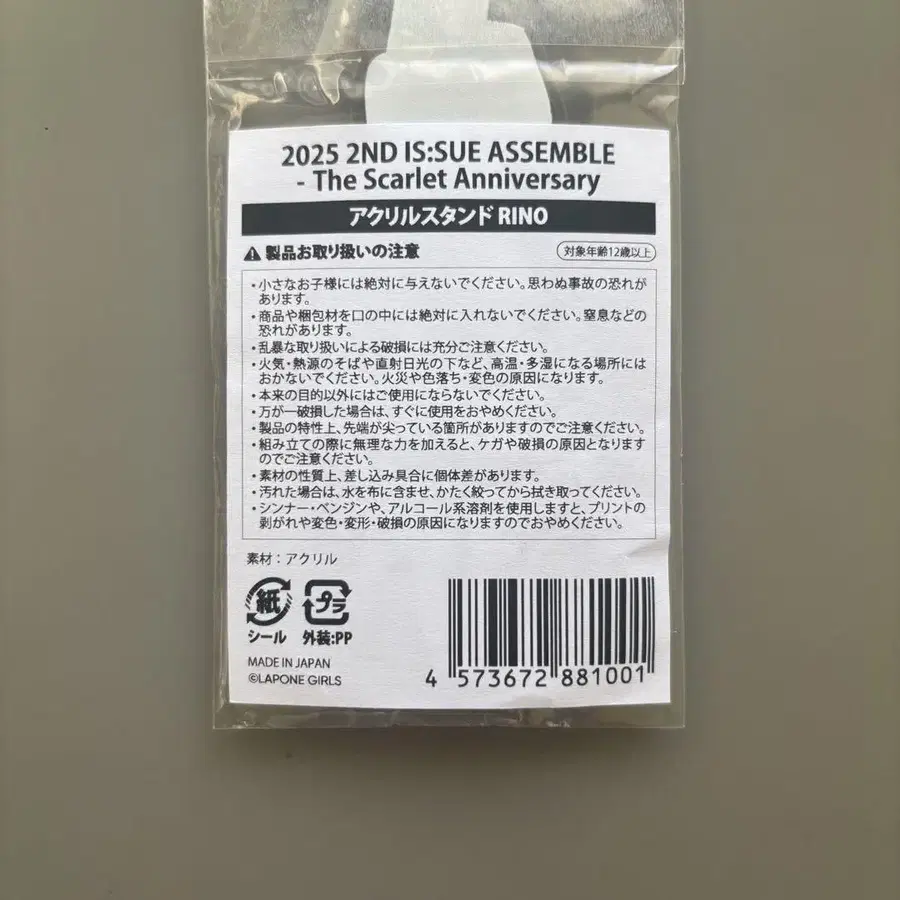 2025 2ND IS:SUE ASSEMBLE
- The Scarlet Anniversary
アクリルスタンド RINO
製品お取り扱いの注意
対象年齢12歳以上
・小さなお子様には絶対に与えないでください。思わぬ事故の恐れが
あります。
・商品や梱包材を口の中には絶対に入れないでください。窒息などの
恐れがあります。
・乱暴な取り扱いによる破損には充分ご注意ください。
・火気・熱源のそばや直射日光の下など、高温・多湿になる場所には
おかないでください。火災や色落ち・変色の原因になります。
・本来の目的以外にはご使用にならないでください。
・万が一破損した場合は、すぐに使用をおやめください。
・製品の特性上、先端が尖っている箇所がありますのでご注意ください。
・組み立ての際に無理な力を加えると、ケガや破損の原因となります
のでご注意ください。
・素材の性質上、差し込み具合に個体差があります。
・汚れた場合は、水を布に含ませ、かたく絞ってから拭き取ってください。
・シンナー・ベンジンや、アルコール系溶剤を使用しますと、プリントの
剥がれや変色・変形・破損の原因になりますのでおやめください。
素材：アクリル
紙
プラ
シール
外装:PP
MADE IN JAPAN
©LAPONE GIRLS
4 573672 881001